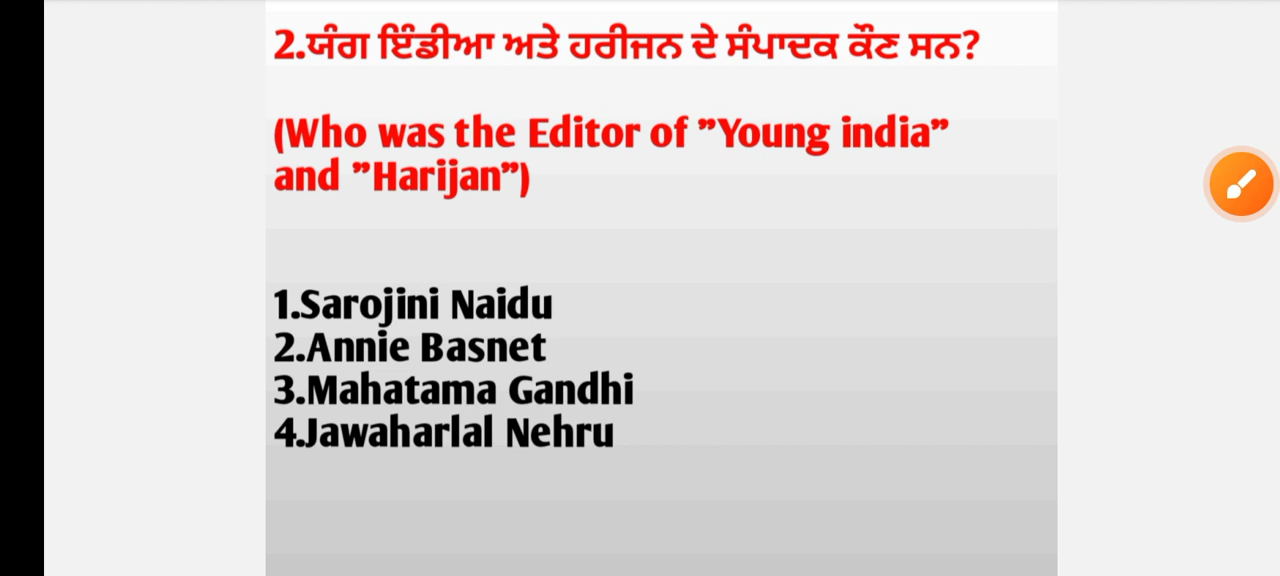 2.ਯੰਗ ਇੰਡੀਆ ਅਤੇ ਹਰੀਜਨ ਦੇ ਸੰਪਾਦਕ ਕੌਣ ਸਨ?
(Who was the Editor of ”Young india”
and ”Harijan”)
1.Sarojini Naidu
2.Annie Basnet
3.Mahatama Gandhi
4.Jawaharlal Nehru